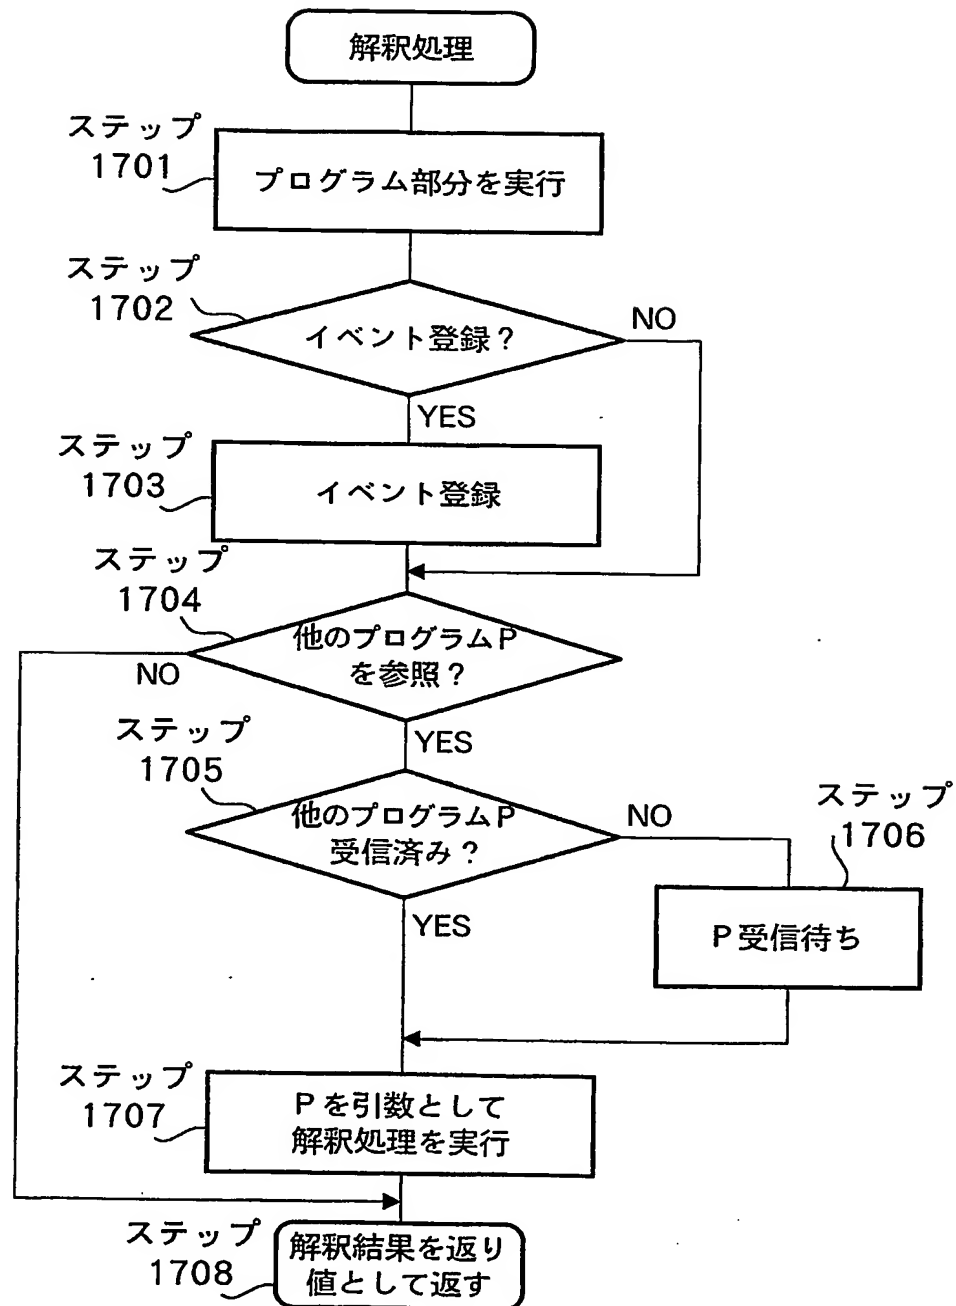 解釈処理
ステップ
1701
プログラム部分を実行
ステップ
1702
イベント登録？
NO
YES
ステップ
1703
イベント登録
ステップ
1704
他のプログラムP
を参照？
NO
YES
ステップ
1705
他のプログラムP
受信済み？
NO
YES
ステップ
1706
P受信待ち
ステップ
1707
Pを引数として
解釈処理を実行
ステップ
1708
解釈結果を返り
値として返す